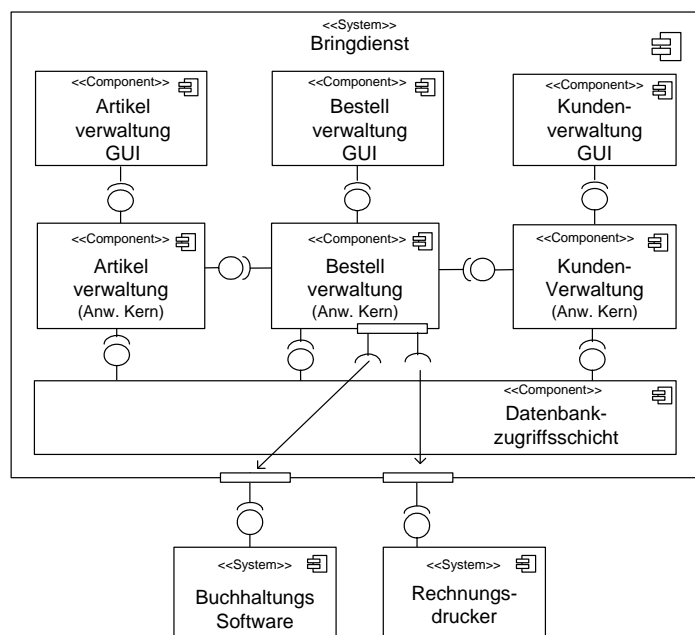 <<System>>
Bringdienst
<<Component>>
Artikel
verwaltung
GUI
<<Component>>
Bestell
verwaltung
GUI
<<Component>>
Kunden-
verwaltung
GUI
<<Component>>
Artikel
verwaltung
(Anw. Kern)
<<Component>>
Bestell
verwaltung
(Anw. Kern)
<<Component>>
Kunden-
Verwaltung
(Anw. Kern)
<<Component>>
Datenbank-
zugriffsschicht
<<System>>
Buchhaltungs
Software
<<System>>
Rechnungs-
drucker